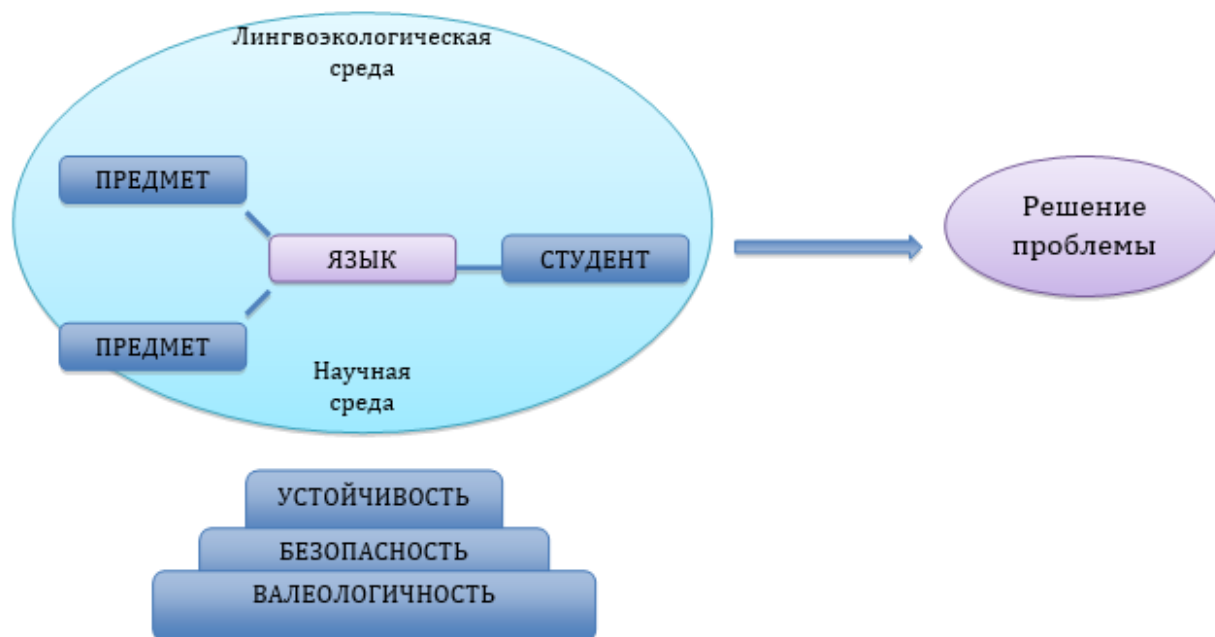 Лингвоэкологическая
среда
ПРЕДМЕТ
ЯЗЫК
СТУДЕНТ
Решение
проблемы
ПРЕДМЕТ
Научная
среда
УСТОЙЧИВОСТЬ
БЕЗОПАСНОСТЬ
ВАЛЕОЛОГИЧНОСТЬ